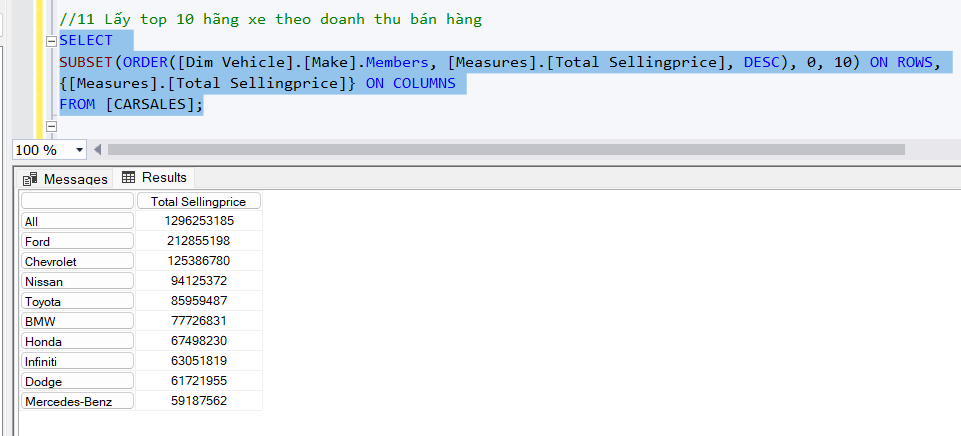 //11 Lấy top 10 hãng xe theo doanh thu bán hàng
SELECT
SUBSET(ORDER([Dim Vehicle].[Make].Members, [Measures].[Total Sellingprice], DESC), 0, 10) ON ROWS,
{[Measures].[Total Sellingprice]} ON COLUMNS
FROM [CARSALES];
100 %
Messages Results
Total Sellingprice
All 1296253185
Ford 212855198
Chevrolet 125386780
Nissan 94125372
Toyota 85959487
BMW 77726831
Honda 67498230
Infiniti 63051819
Dodge 61721955
Mercedes-Benz 59187562